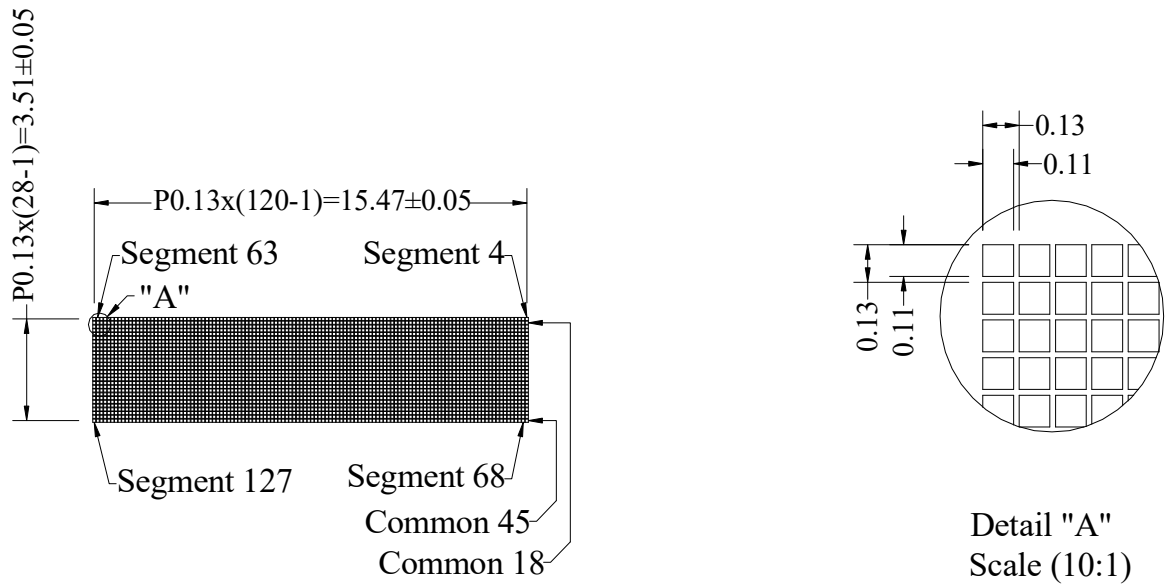 P0.13x(28-1)=3.51±0.05
P0.13x(120-1)=15.47±0.05
Segment 63
Segment 4
"A"
Segment 127
Segment 68
Common 45
Common 18
0.13
0.11
0.13
0.11
Detail "A"
Scale (10:1)